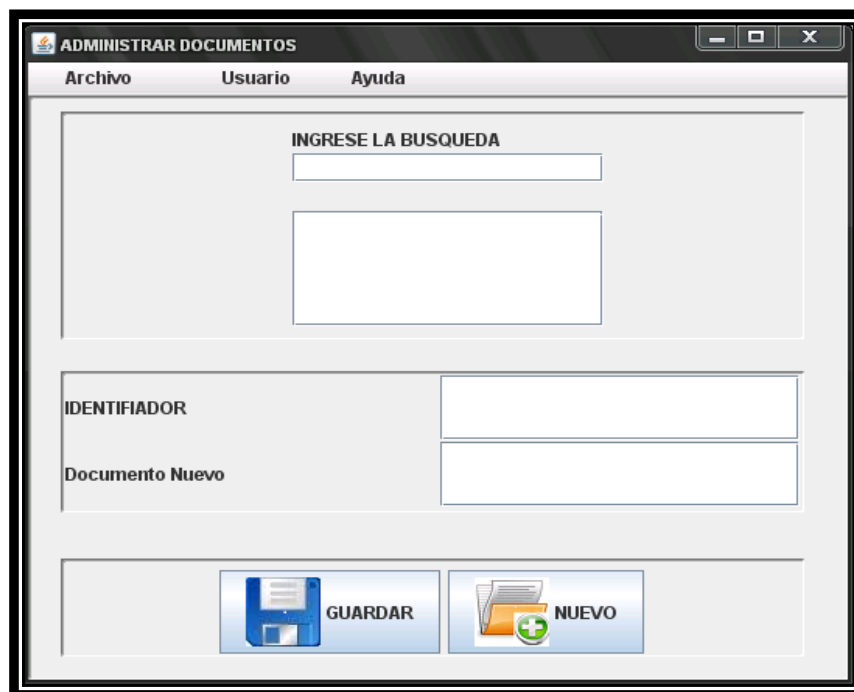 ADMINISTRAR DOCUMENTOS
Archivo Usuario Ayuda
INGRESE LA BUSQUEDA
IDENTIFIADOR
Documento Nuevo
GUARDAR NUEVO